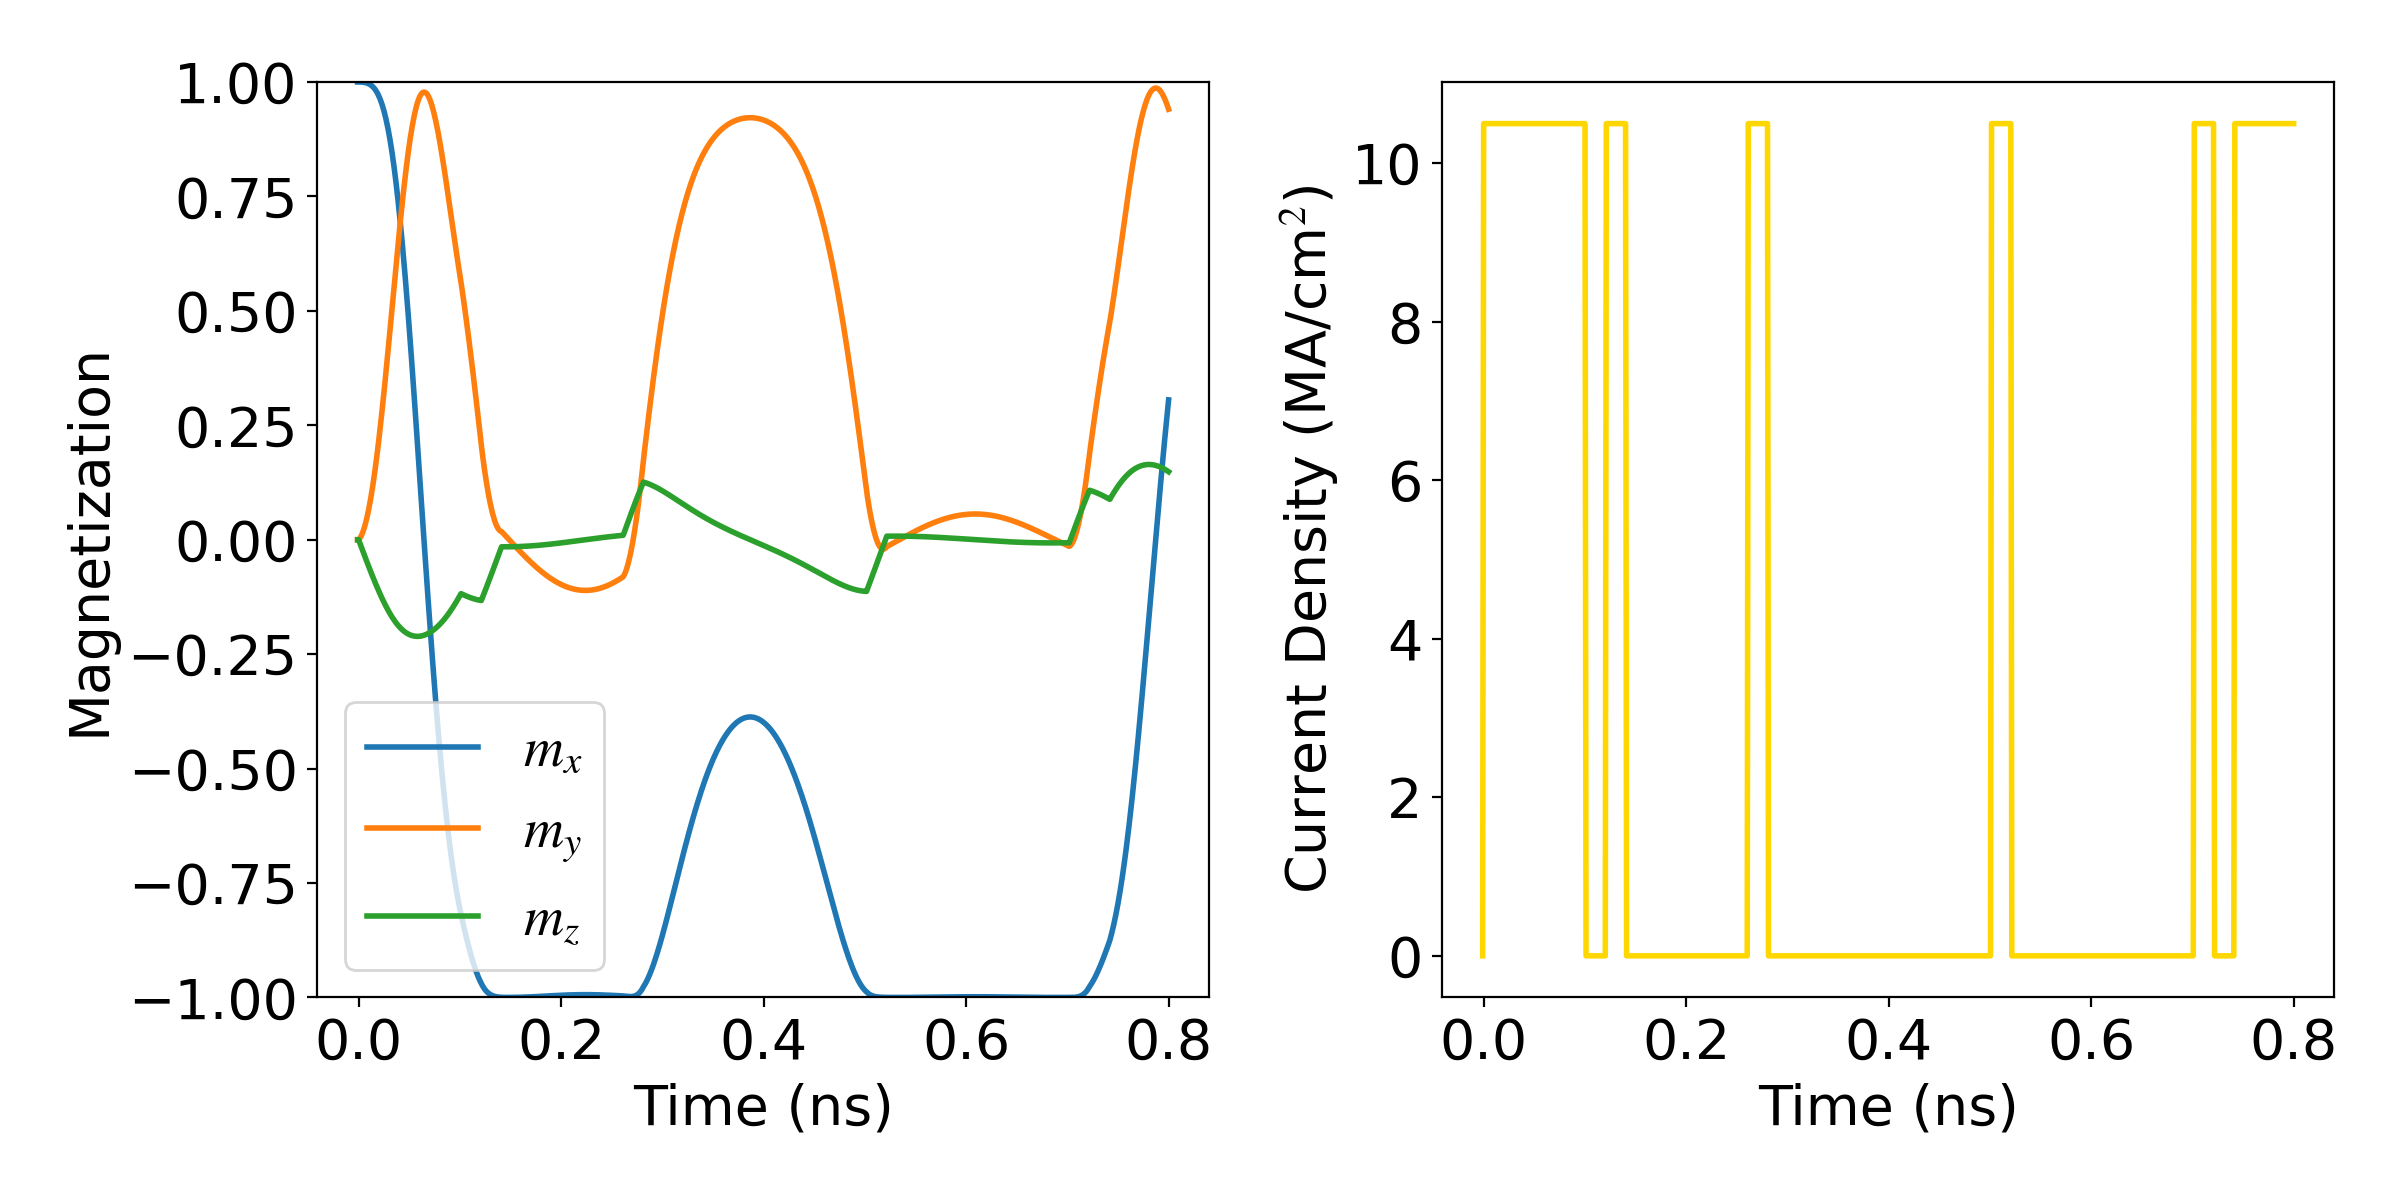 1.00
0.75
0.50
0.25
0.00
−0.25
−0.50
−0.75
−1.00
Magnetization
m_x
m_y
m_z
0.0 0.2 0.4 0.6 0.8
Time (ns)
10
8
6
4
2
0
Current Density (MA/cm²)
0.0 0.2 0.4 0.6 0.8
Time (ns)